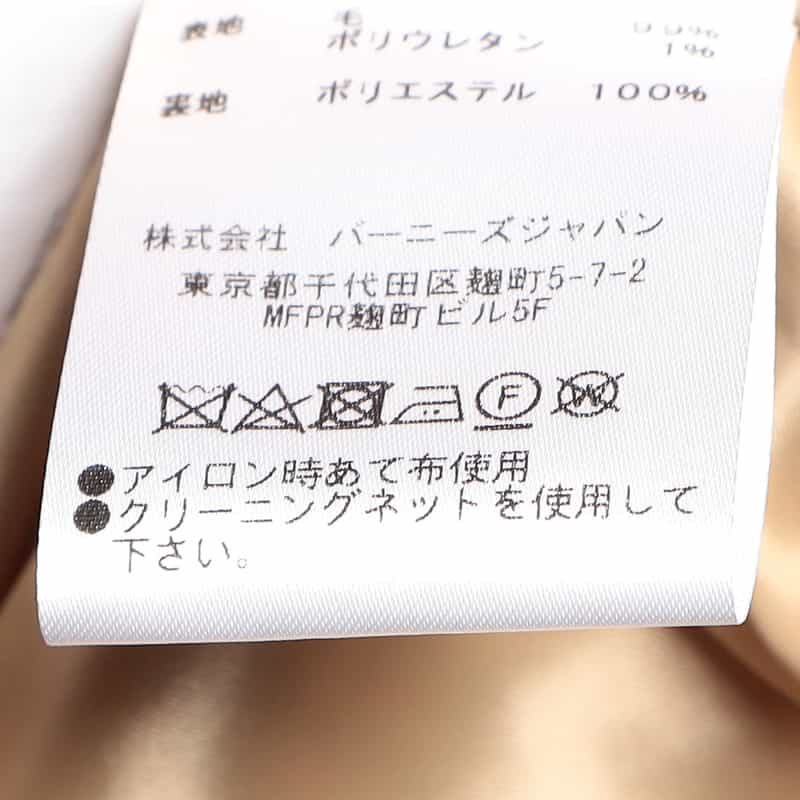 表地 毛 99%
ポリウレタン 1%
裏地 ポリエステル 100%
株式会社 バーニーズジャパン
東京都千代田区麹町5-7-2
MFPR麹町ビル5F
F W
●アイロン時あて布使用
●クリーニングネットを使用して
下さい。